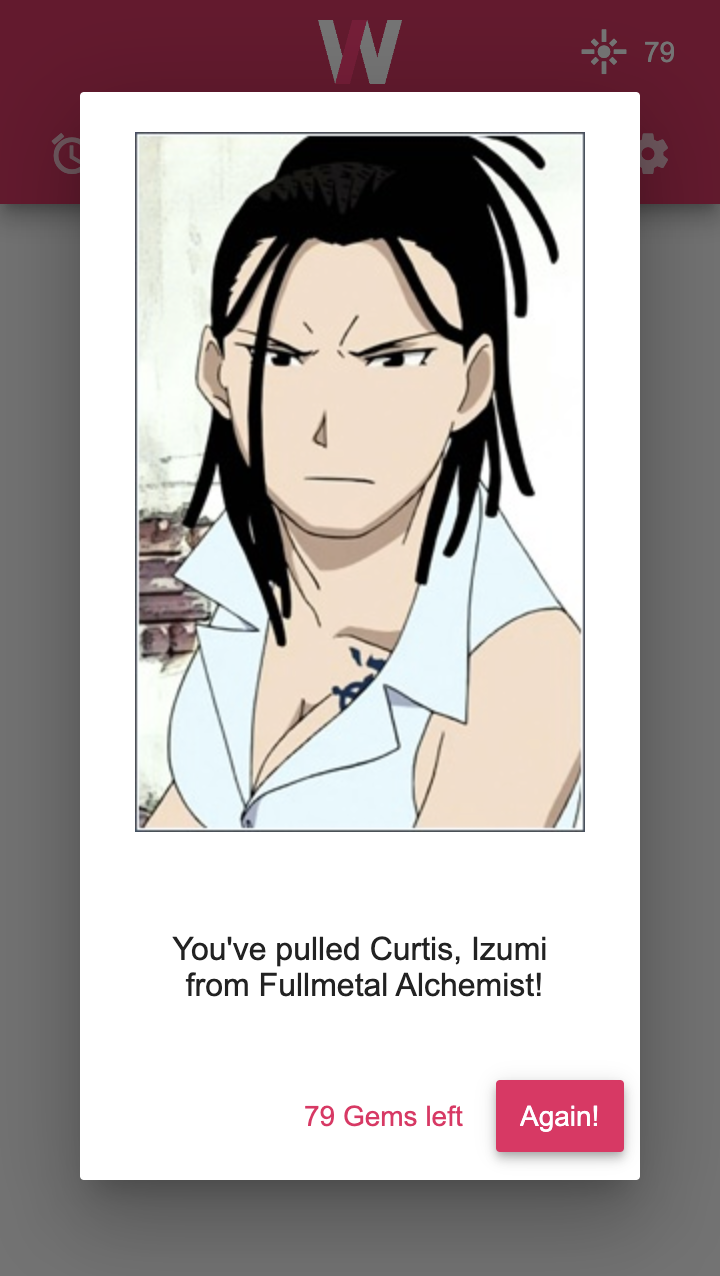 W
79
You've pulled Curtis, Izumi
from Fullmetal Alchemist!
79 Gems left
Again!